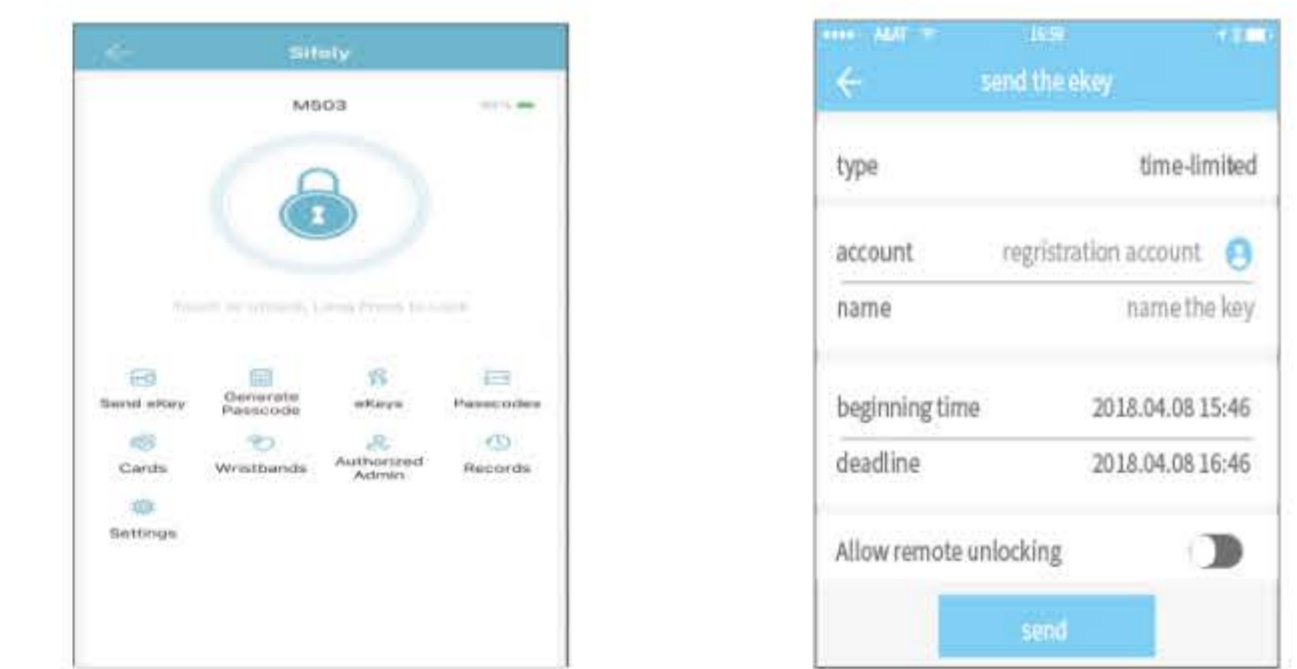 Sifely
MS03
Send eKey
Generate
Passcode
eKeys
Passcodes
Cards
Wristbands
Authorized
Admin
Records
Settings
send the ekey
type time-limited
account regristration account
name name the key
beginning time 2018.04.08 15:46
deadline 2018.04.08 16:46
Allow remote unlocking
send